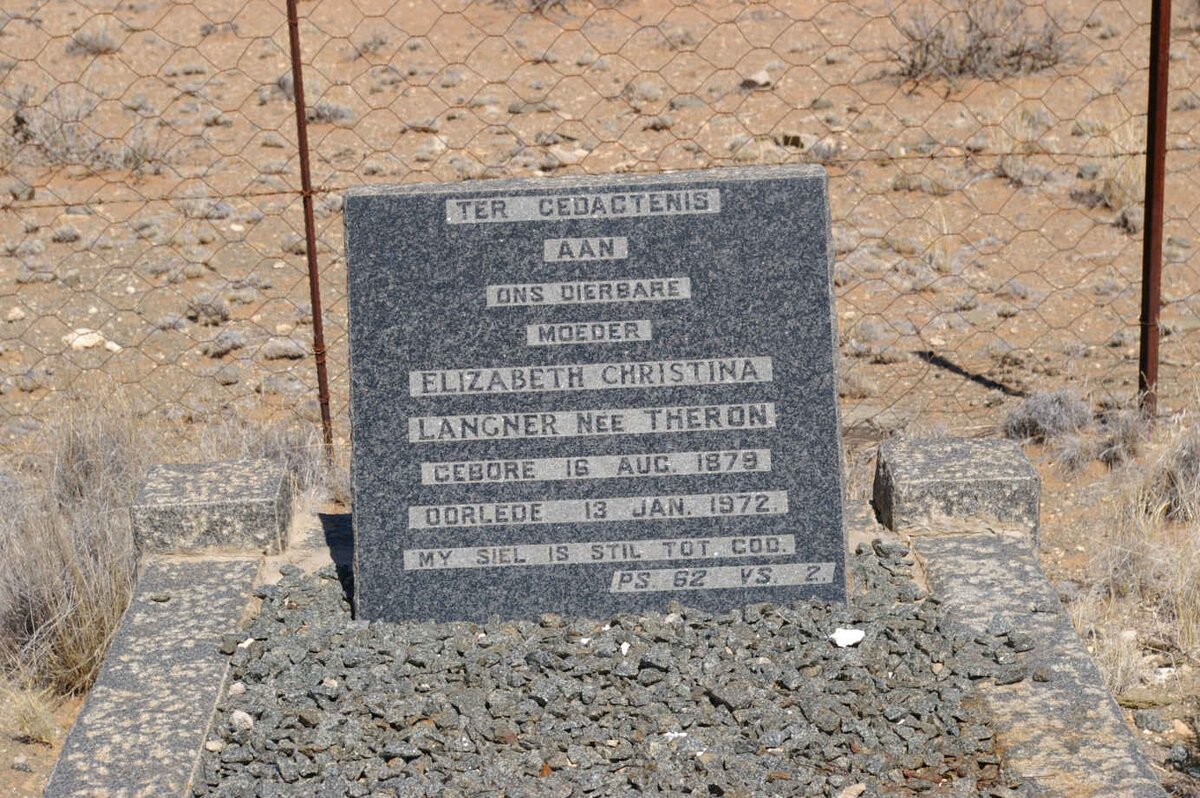 TER GEDAGTENIS
AAN
ONS DIERBARE
MOEDER
ELIZABETH CHRISTINA
LANGNER NEE THERON
GEBORE 16 AUG. 1879
OORLEDE 13 JAN. 1972.
MY SIEL IS STIL TOT GOD.
PS 62 VS. 2.